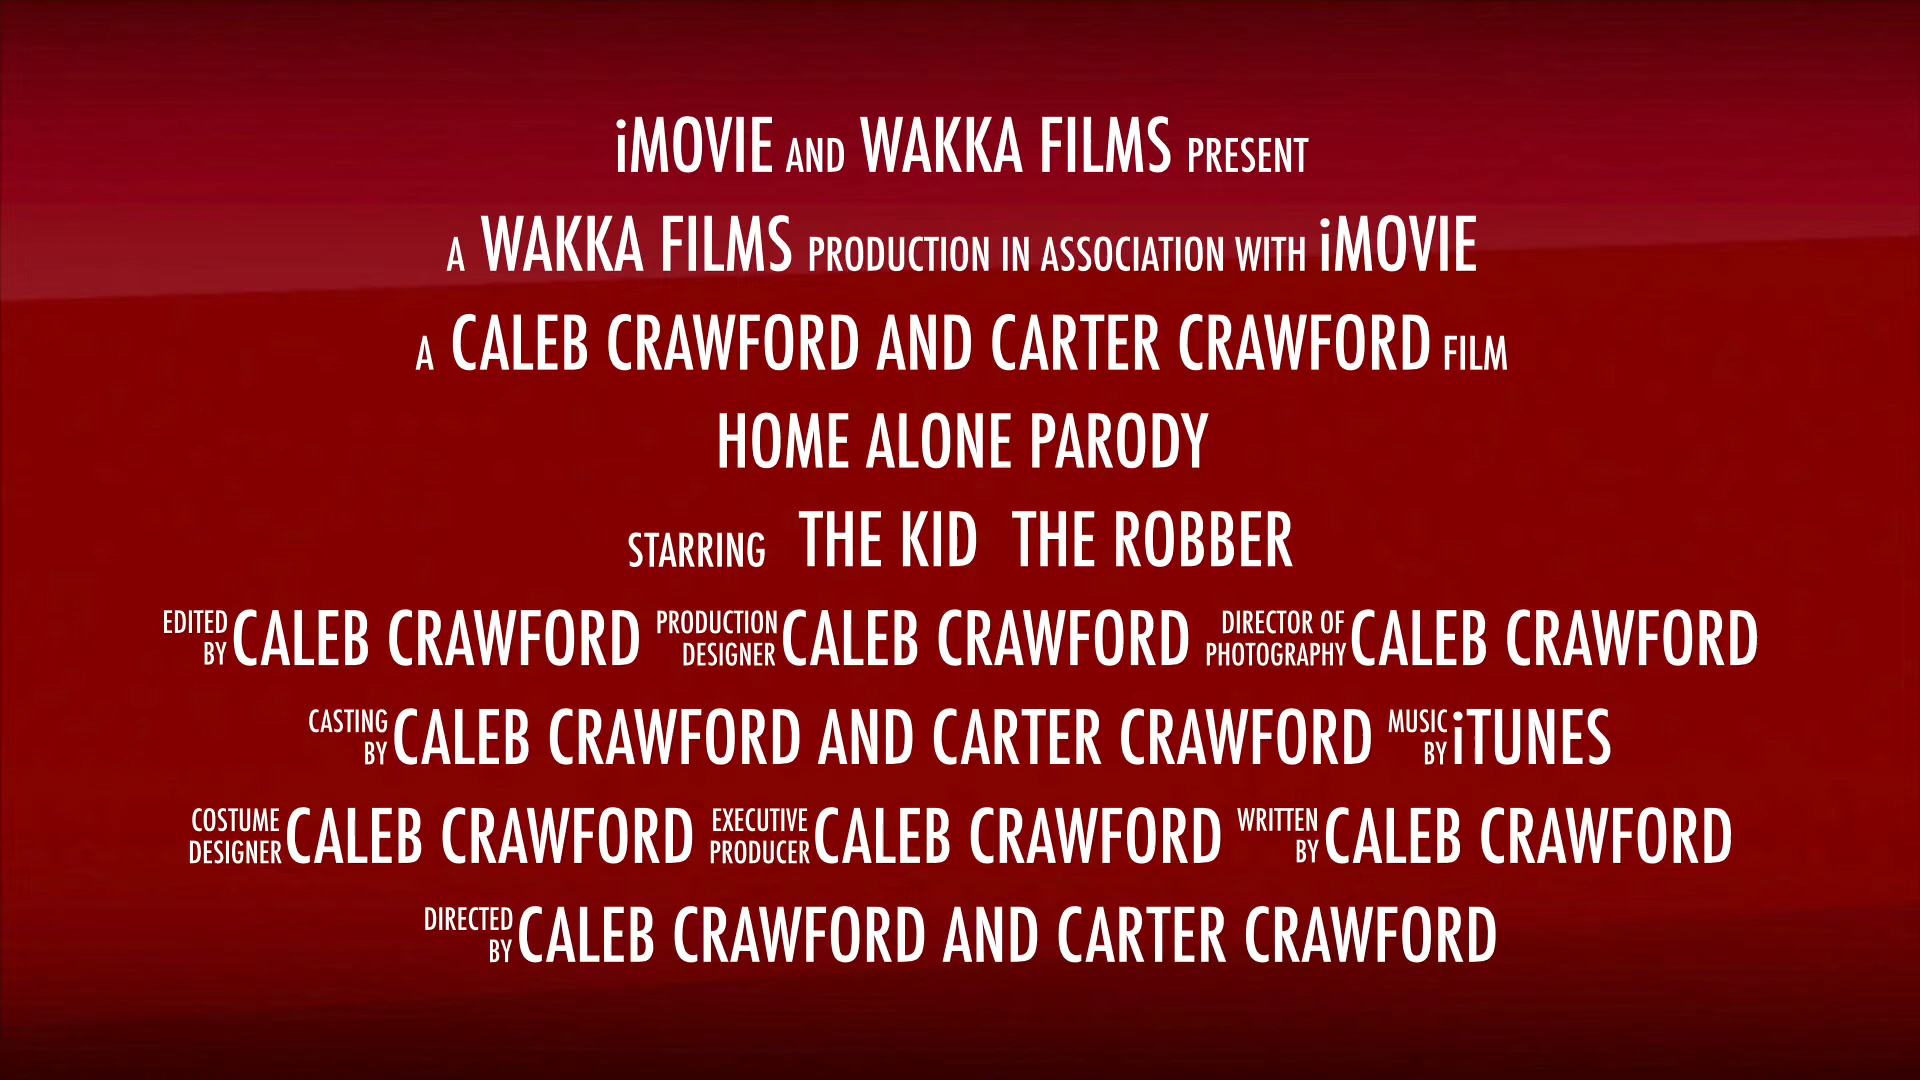 iMOVIE AND WAKKA FILMS PRESENT
A WAKKA FILMS PRODUCTION IN ASSOCIATION WITH iMOVIE
A CALEB CRAWFORD AND CARTER CRAWFORD FILM
HOME ALONE PARODY
STARRING THE KID THE ROBBER
EDITED BY CALEB CRAWFORD PRODUCTION DESIGNER CALEB CRAWFORD DIRECTOR OF PHOTOGRAPHY CALEB CRAWFORD
CASTING BY CALEB CRAWFORD AND CARTER CRAWFORD MUSIC BY iTUNES
COSTUME DESIGNER CALEB CRAWFORD EXECUTIVE PRODUCER CALEB CRAWFORD WRITTEN BY CALEB CRAWFORD
DIRECTED BY CALEB CRAWFORD AND CARTER CRAWFORD